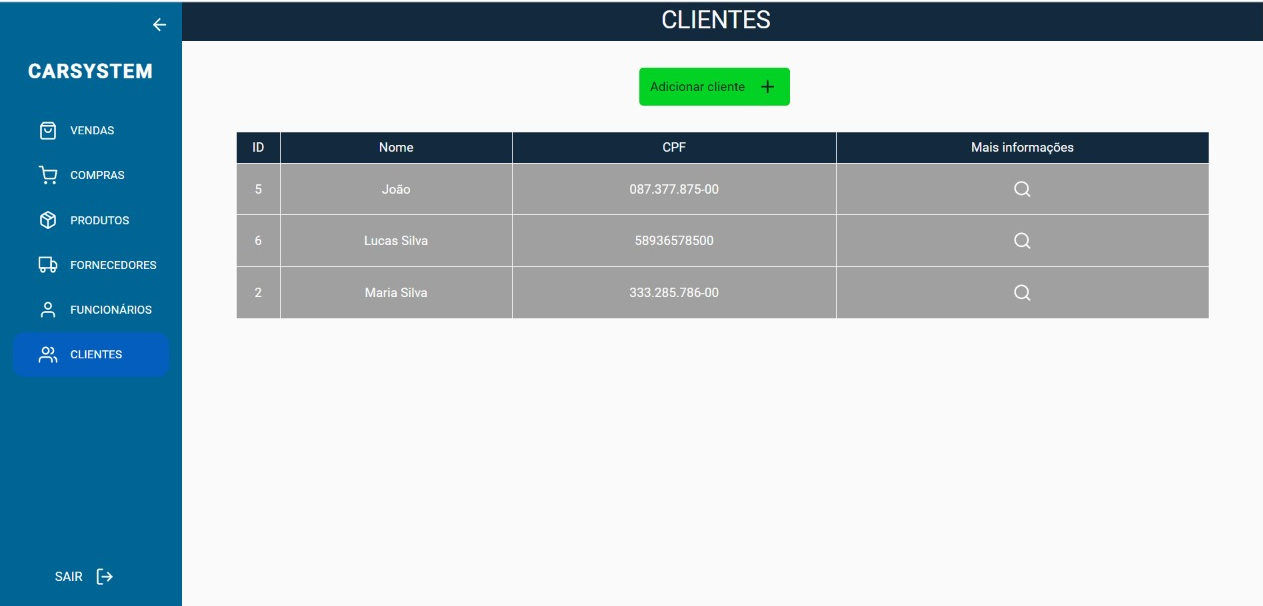 CLIENTES
CARSYSTEM
VENDAS
COMPRAS
PRODUTOS
FORNECEDORES
FUNCIONÁRIOS
CLIENTES
SAIR
Adicionar cliente
ID Nome CPF Mais informações
5 João 087.377.875-00
6 Lucas Silva 58936578500
2 Maria Silva 333.285.786-00